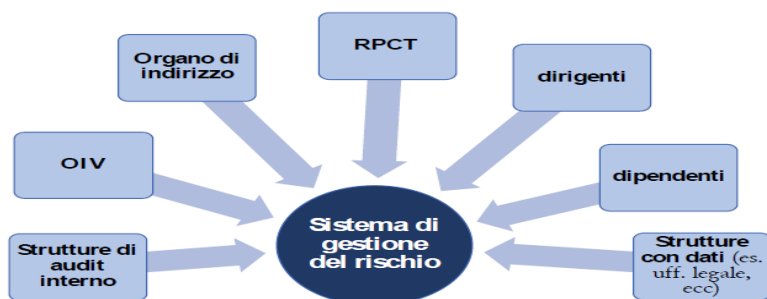 RPCT
Organo di
indirizzo
dirigenti
OIV
dipendenti
Strutture di
audit
interno
Sistema di
gestione
del rischio
Strutture
con dati (es.
uff. legale,
ecc)